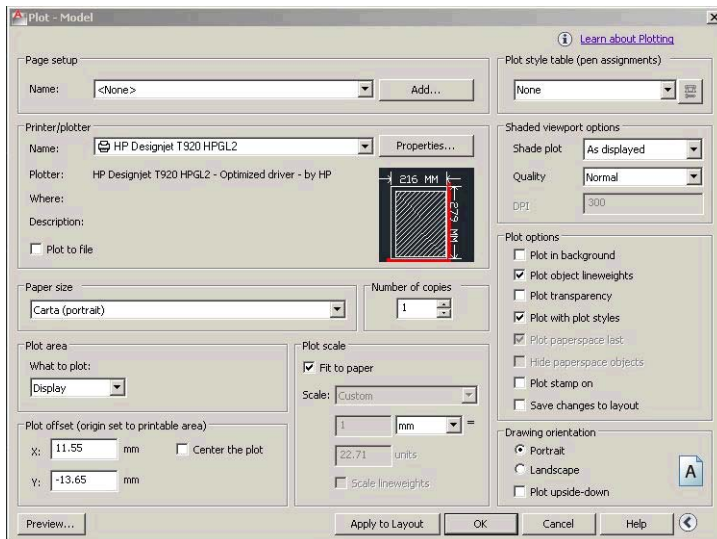 Plot - Model
Learn about Plotting
Page setup
Name: <None> Add...
Plot style table (pen assignments)
None
Printer/plotter
Name: HP Designjet T920 HPGL2 Properties...
Plotter: HP Designjet T920 HPGL2 - Optimized driver - by HP
Where:
Description:
Plot to file
216 MM
279 MM
Shaded viewport options
Shade plot As displayed
Quality Normal
DPI 300
Paper size
Carta (portrait)
Number of copies
1
Plot options
Plot in background
Plot object lineweights
Plot transparency
Plot with plot styles
Plot paperspace last
Hide paperspace objects
Plot stamp on
Save changes to layout
Plot area
What to plot:
Display
Plot scale
Fit to paper
Scale: Custom
1 mm =
22.71 units
Scale lineweights
Plot offset (origin set to printable area)
X: 11.55 mm Center the plot
Y: -13.65 mm
Drawing orientation
Portrait
Landscape
Plot upside-down
A
Preview... Apply to Layout OK Cancel Help